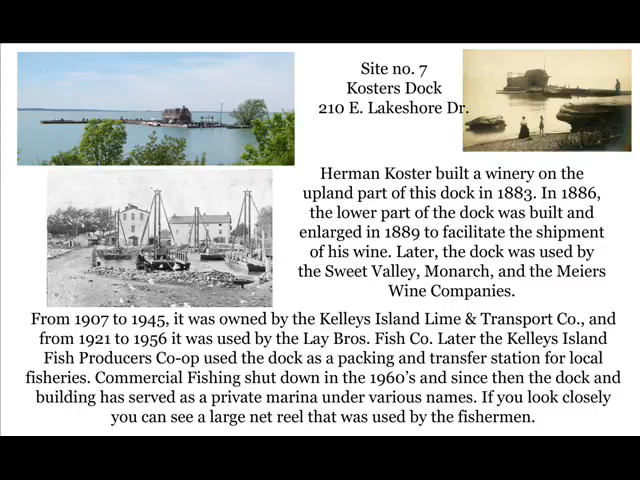 Site no. 7
Kosters Dock
210 E. Lakeshore Dr.
Herman Koster built a winery on the
upland part of this dock in 1883. In 1886,
the lower part of the dock was built and
enlarged in 1889 to facilitate the shipment
of his wine. Later, the dock was used by
the Sweet Valley, Monarch, and the Meiers
Wine Companies.
From 1907 to 1945, it was owned by the Kelleys Island Lime & Transport Co., and
from 1921 to 1956 it was used by the Lay Bros. Fish Co. Later the Kelleys Island
Fish Producers Co-op used the dock as a packing and transfer station for local
fisheries. Commercial Fishing shut down in the 1960's and since then the dock and
building has served as a private marina under various names. If you look closely
you can see a large net reel that was used by the fishermen.